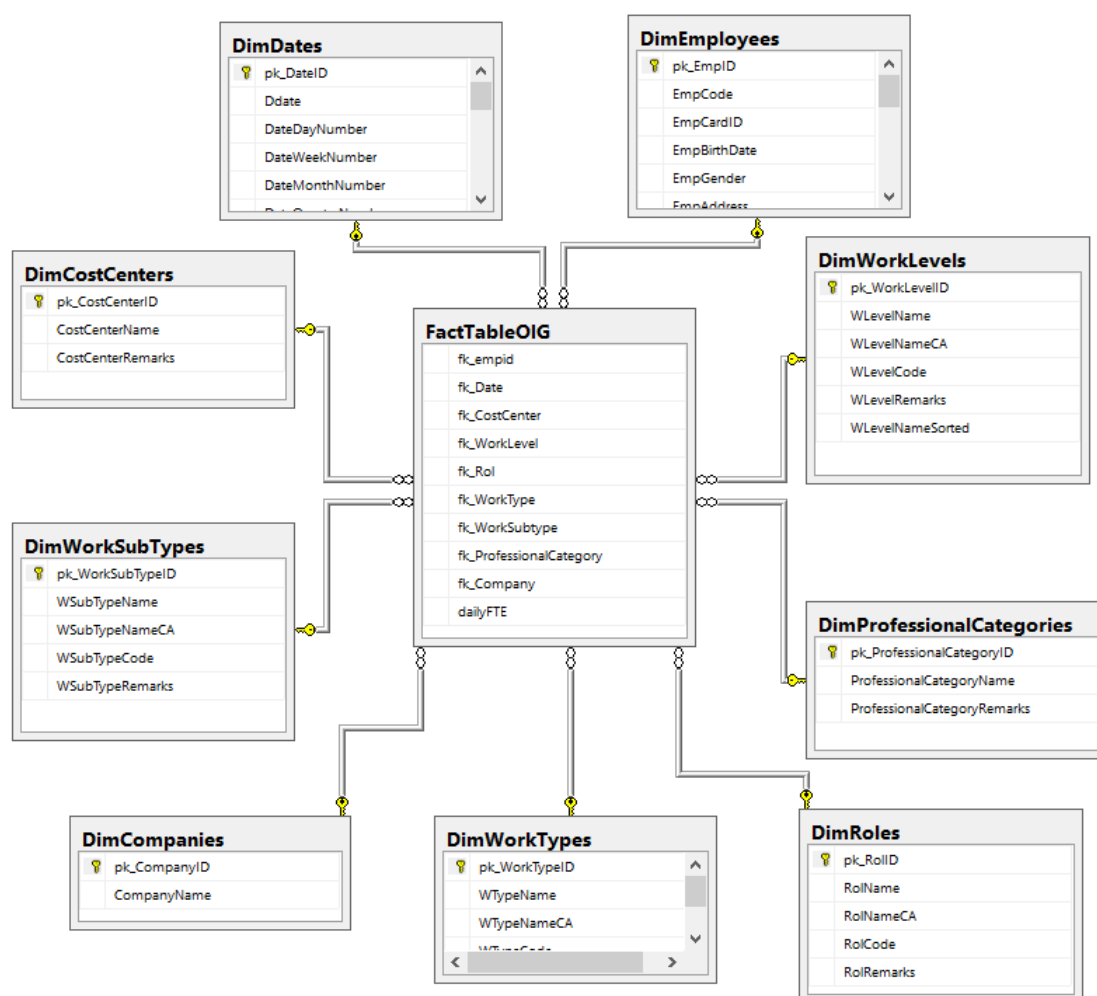 DimDates
pk_DateID
Ddate
DateDayNumber
DateWeekNumber
DateMonthNumber
DimEmployees
pk_EmpID
EmpCode
EmpCardID
EmpBirthDate
EmpGender
EmpAddress
DimCostCenters
pk_CostCenterID
CostCenterName
CostCenterRemarks
FactTableOIG
fk_empid
fk_Date
fk_CostCenter
fk_WorkLevel
fk_Rol
fk_WorkType
fk_WorkSubtype
fk_ProfessionalCategory
fk_Company
dailyFTE
DimWorkLevels
pk_WorkLevelID
WLevelName
WLevelNameCA
WLevelCode
WLevelRemarks
WLevelNameSorted
DimWorkSubTypes
pk_WorkSubTypeID
WSubTypeName
WSubTypeNameCA
WSubTypeCode
WSubTypeRemarks
DimProfessionalCategories
pk_ProfessionalCategoryID
ProfessionalCategoryName
ProfessionalCategoryRemarks
DimCompanies
pk_CompanyID
CompanyName
DimWorkTypes
pk_WorkTypeID
WTypeName
WTypeNameCA
WTypeCode
DimRoles
pk_RolID
RolName
RolNameCA
RolCode
RolRemarks